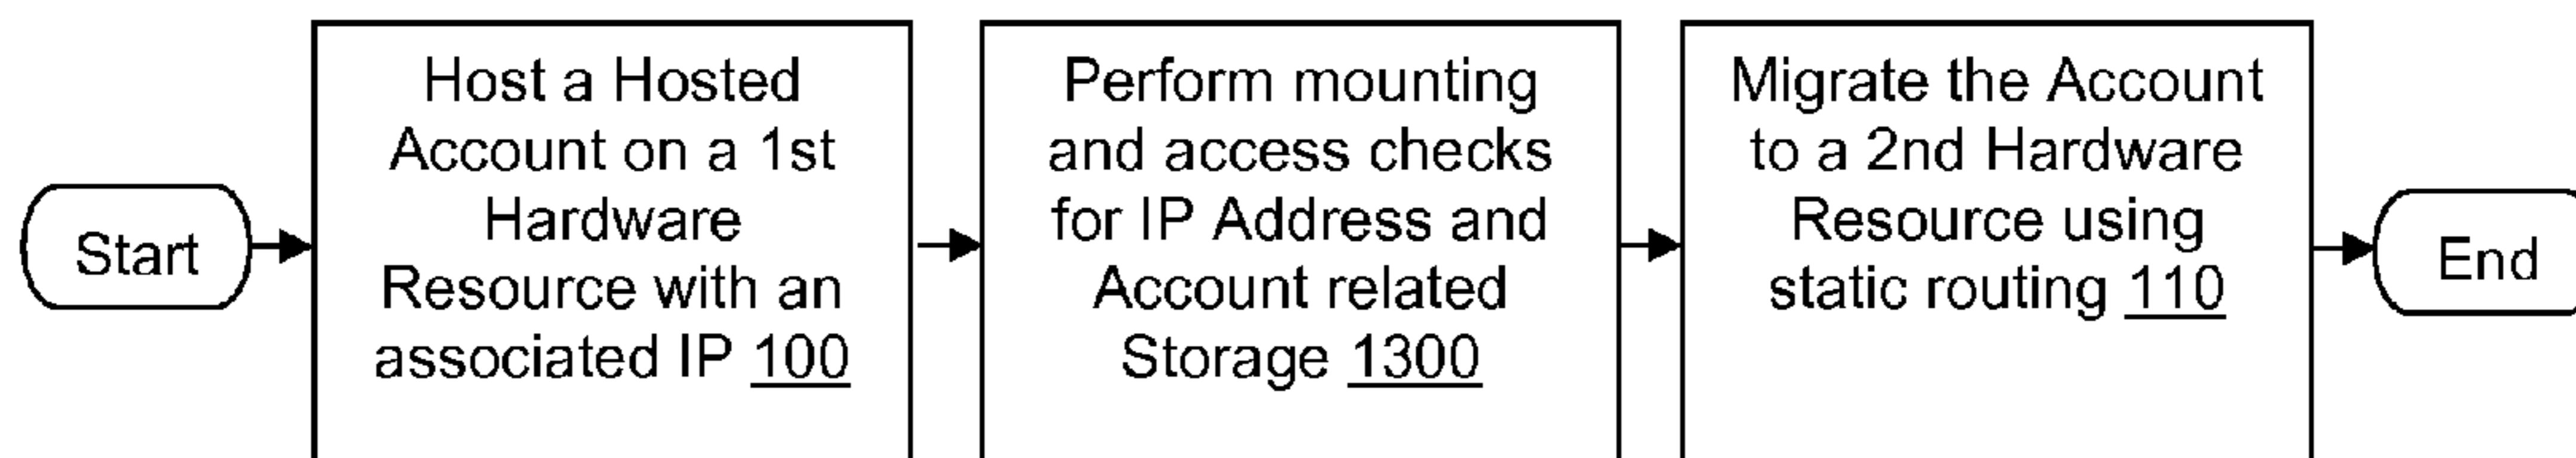 Start
Host a Hosted
Account on a 1st
Hardware
Resource with an
associated IP 100
Perform mounting
and access checks
for IP Address and
Account related
Storage 1300
Migrate the Account
to a 2nd Hardware
Resource using
static routing 110
End